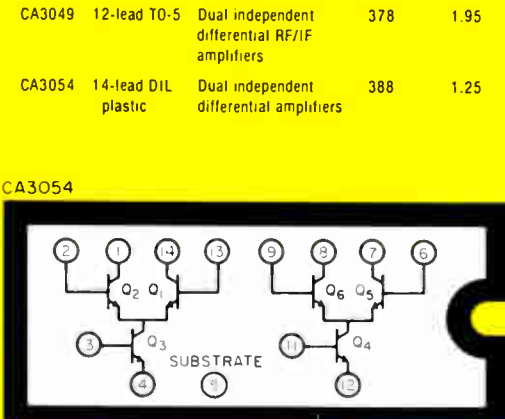 CA3049 12-lead TO-5 Dual independent 378 1.95
differential RF/IF
amplifiers
CA3054 14-lead DIL Dual independent 388 1.25
plastic differential amplifiers
CA3054
2 1 14 13 9 8 7 6
Q2 Q1 Q6 Q5
3 Q3 11 Q4
SUBSTRATE
4 12